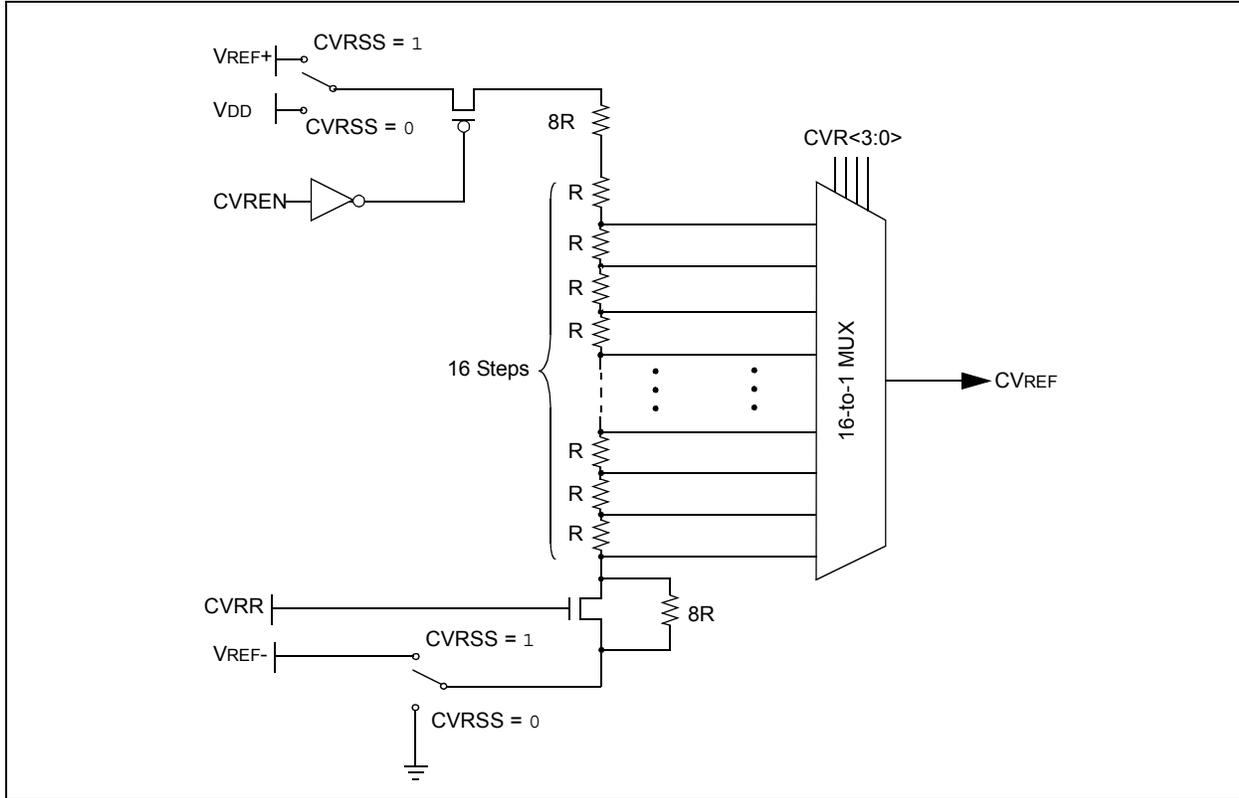 VREF+
CVRSS = 1
VDD
CVRSS = 0
8R
CVREN
CVR<3:0>
R
R
R
R
16 Steps
16-to-1 MUX
CVREF
R
R
R
CVRR
8R
CVRSS = 1
VREF-
CVRSS = 0